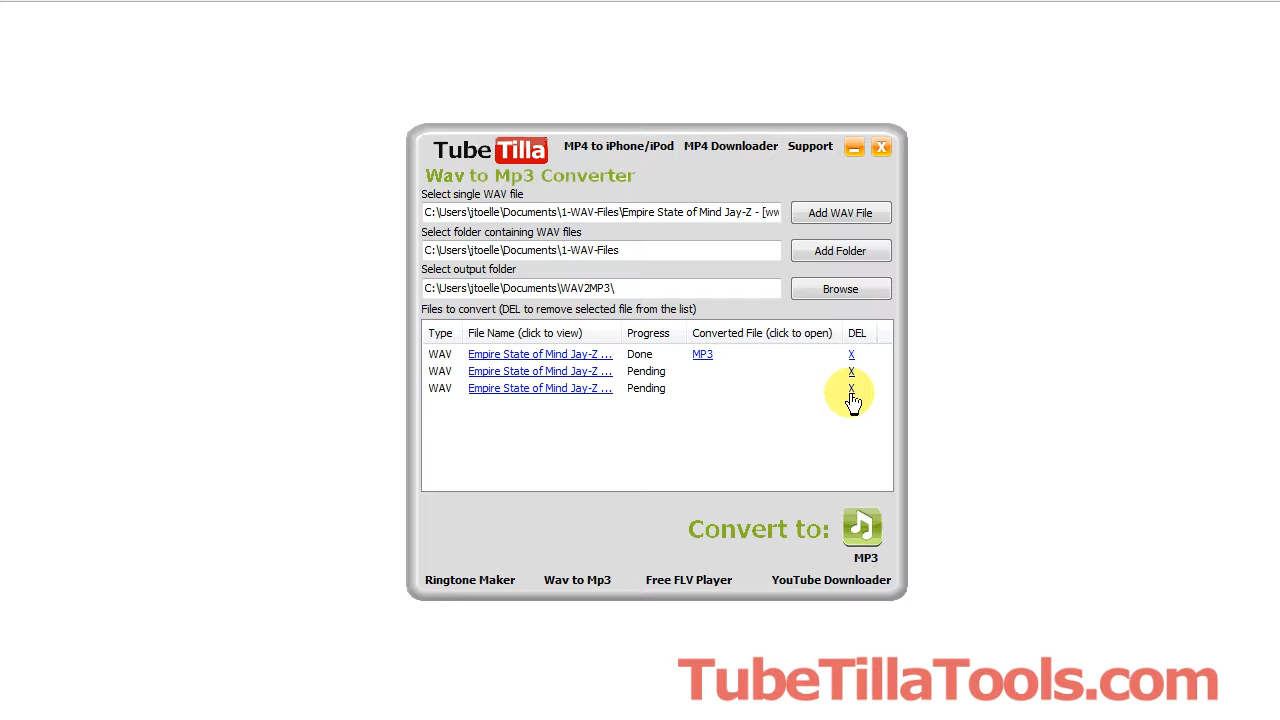 TubeTilla MP4 to iPhone/iPod MP4 Downloader Support X
Wav to Mp3 Converter
Select single WAV file
C:\Users\jtoelle\Documents\1-WAV-Files\Empire State of Mind Jay-Z - [ww Add WAV File
Select folder containing WAV files
C:\Users\jtoelle\Documents\1-WAV-Files Add Folder
Select output folder
C:\Users\jtoelle\Documents\WAV2MP3\ Browse
Files to convert (DEL to remove selected file from the list)
Type File Name (click to view) Progress Converted File (click to open) DEL
WAV Empire State of Mind Jay-Z ... Done MP3 X
WAV Empire State of Mind Jay-Z ... Pending X
WAV Empire State of Mind Jay-Z ... Pending X
Convert to:
MP3
Ringtone Maker Wav to Mp3 Free FLV Player YouTube Downloader
TubeTillaTools.com